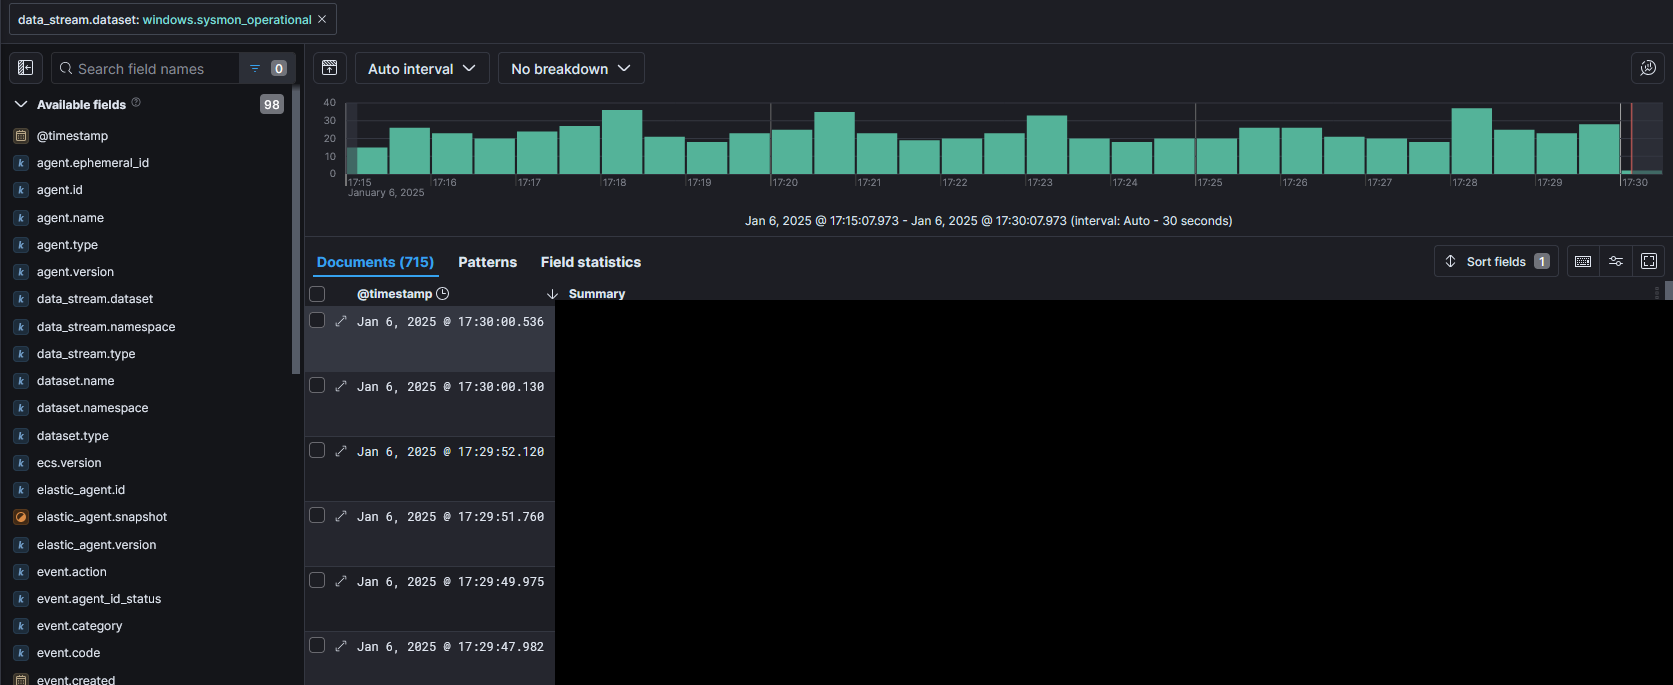 data_stream.dataset: windows.sysmon_operational
Search field names
0
Auto interval
No breakdown
Available fields
98
@timestamp
agent.ephemeral_id
agent.id
agent.name
agent.type
agent.version
data_stream.dataset
data_stream.namespace
data_stream.type
dataset.name
dataset.namespace
dataset.type
ecs.version
elastic_agent.id
elastic_agent.snapshot
elastic_agent.version
event.action
event.agent_id_status
event.category
event.code
event.created
40
30
20
10
0
17:15 17:16 17:17 17:18 17:19 17:20 17:21 17:22 17:23 17:24 17:25 17:26 17:27 17:28 17:29 17:30
January 6, 2025
Jan 6, 2025 @ 17:15:07.973 - Jan 6, 2025 @ 17:30:07.973 (interval: Auto - 30 seconds)
Documents (715) Patterns Field statistics
Sort fields 1
@timestamp Summary
Jan 6, 2025 @ 17:30:00.536
Jan 6, 2025 @ 17:30:00.130
Jan 6, 2025 @ 17:29:52.120
Jan 6, 2025 @ 17:29:51.760
Jan 6, 2025 @ 17:29:49.975
Jan 6, 2025 @ 17:29:47.982